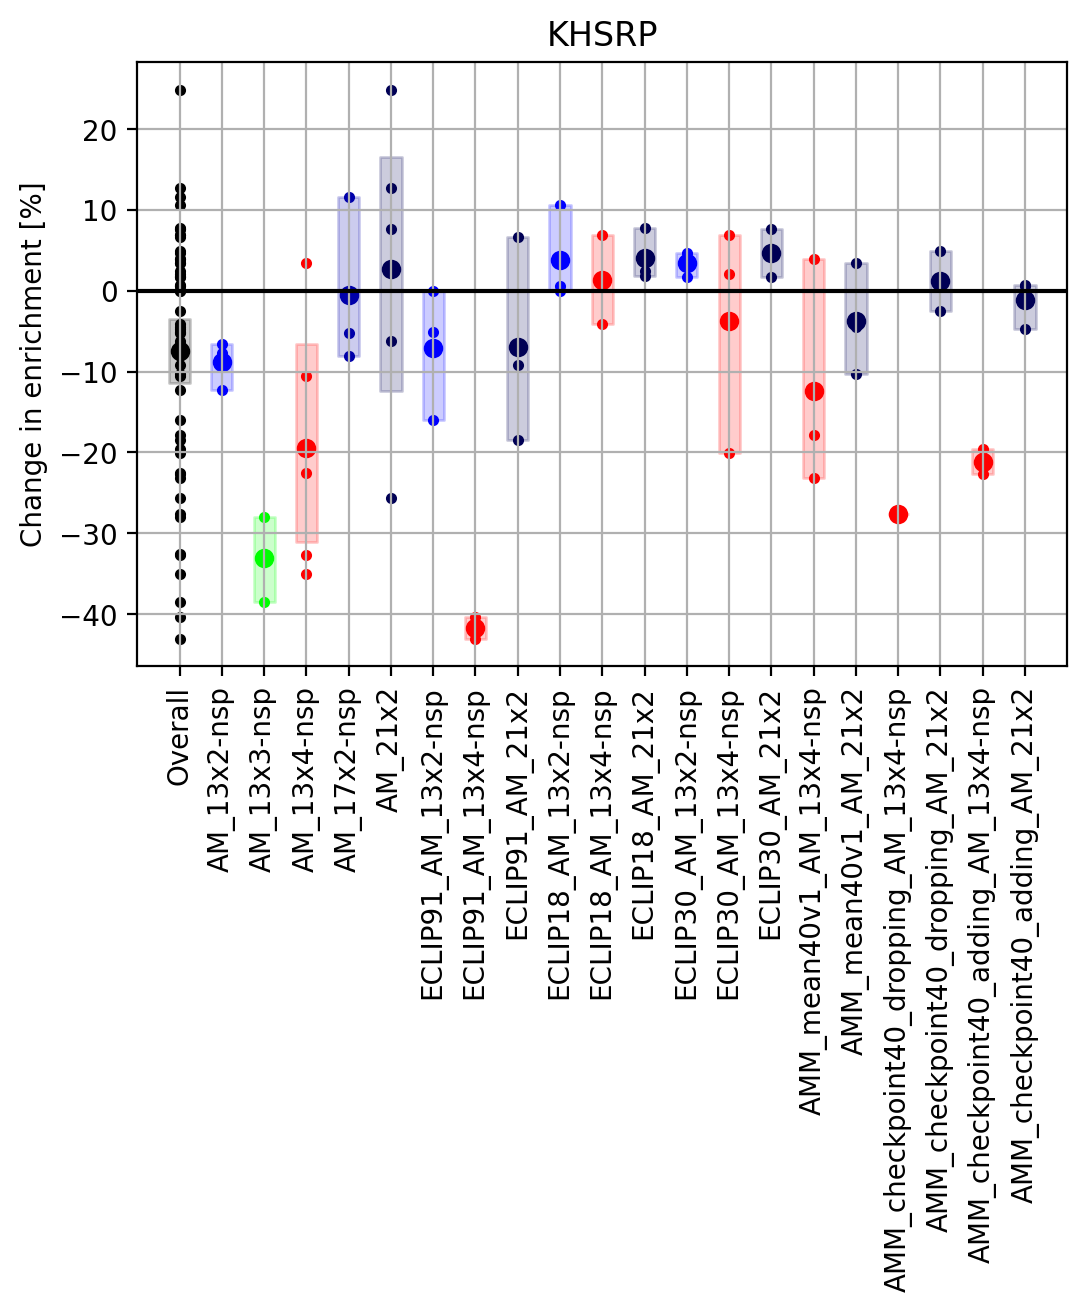 KHSRP
Change in enrichment [%]
20
10
0
−10
−20
−30
−40
Overall
AM_13x2-nsp
AM_13x3-nsp
AM_13x4-nsp
AM_17x2-nsp
AM_21x2
ECLIP91_AM_13x2-nsp
ECLIP91_AM_13x4-nsp
ECLIP91_AM_21x2
ECLIP18_AM_13x2-nsp
ECLIP18_AM_13x4-nsp
ECLIP18_AM_21x2
ECLIP30_AM_13x2-nsp
ECLIP30_AM_13x4-nsp
ECLIP30_AM_21x2
AMM_mean40v1_AM_13x4-nsp
AMM_mean40v1_AM_21x2
AMM_checkpoint40_dropping_AM_13x4-nsp
AMM_checkpoint40_dropping_AM_21x2
AMM_checkpoint40_adding_AM_13x4-nsp
AMM_checkpoint40_adding_AM_21x2